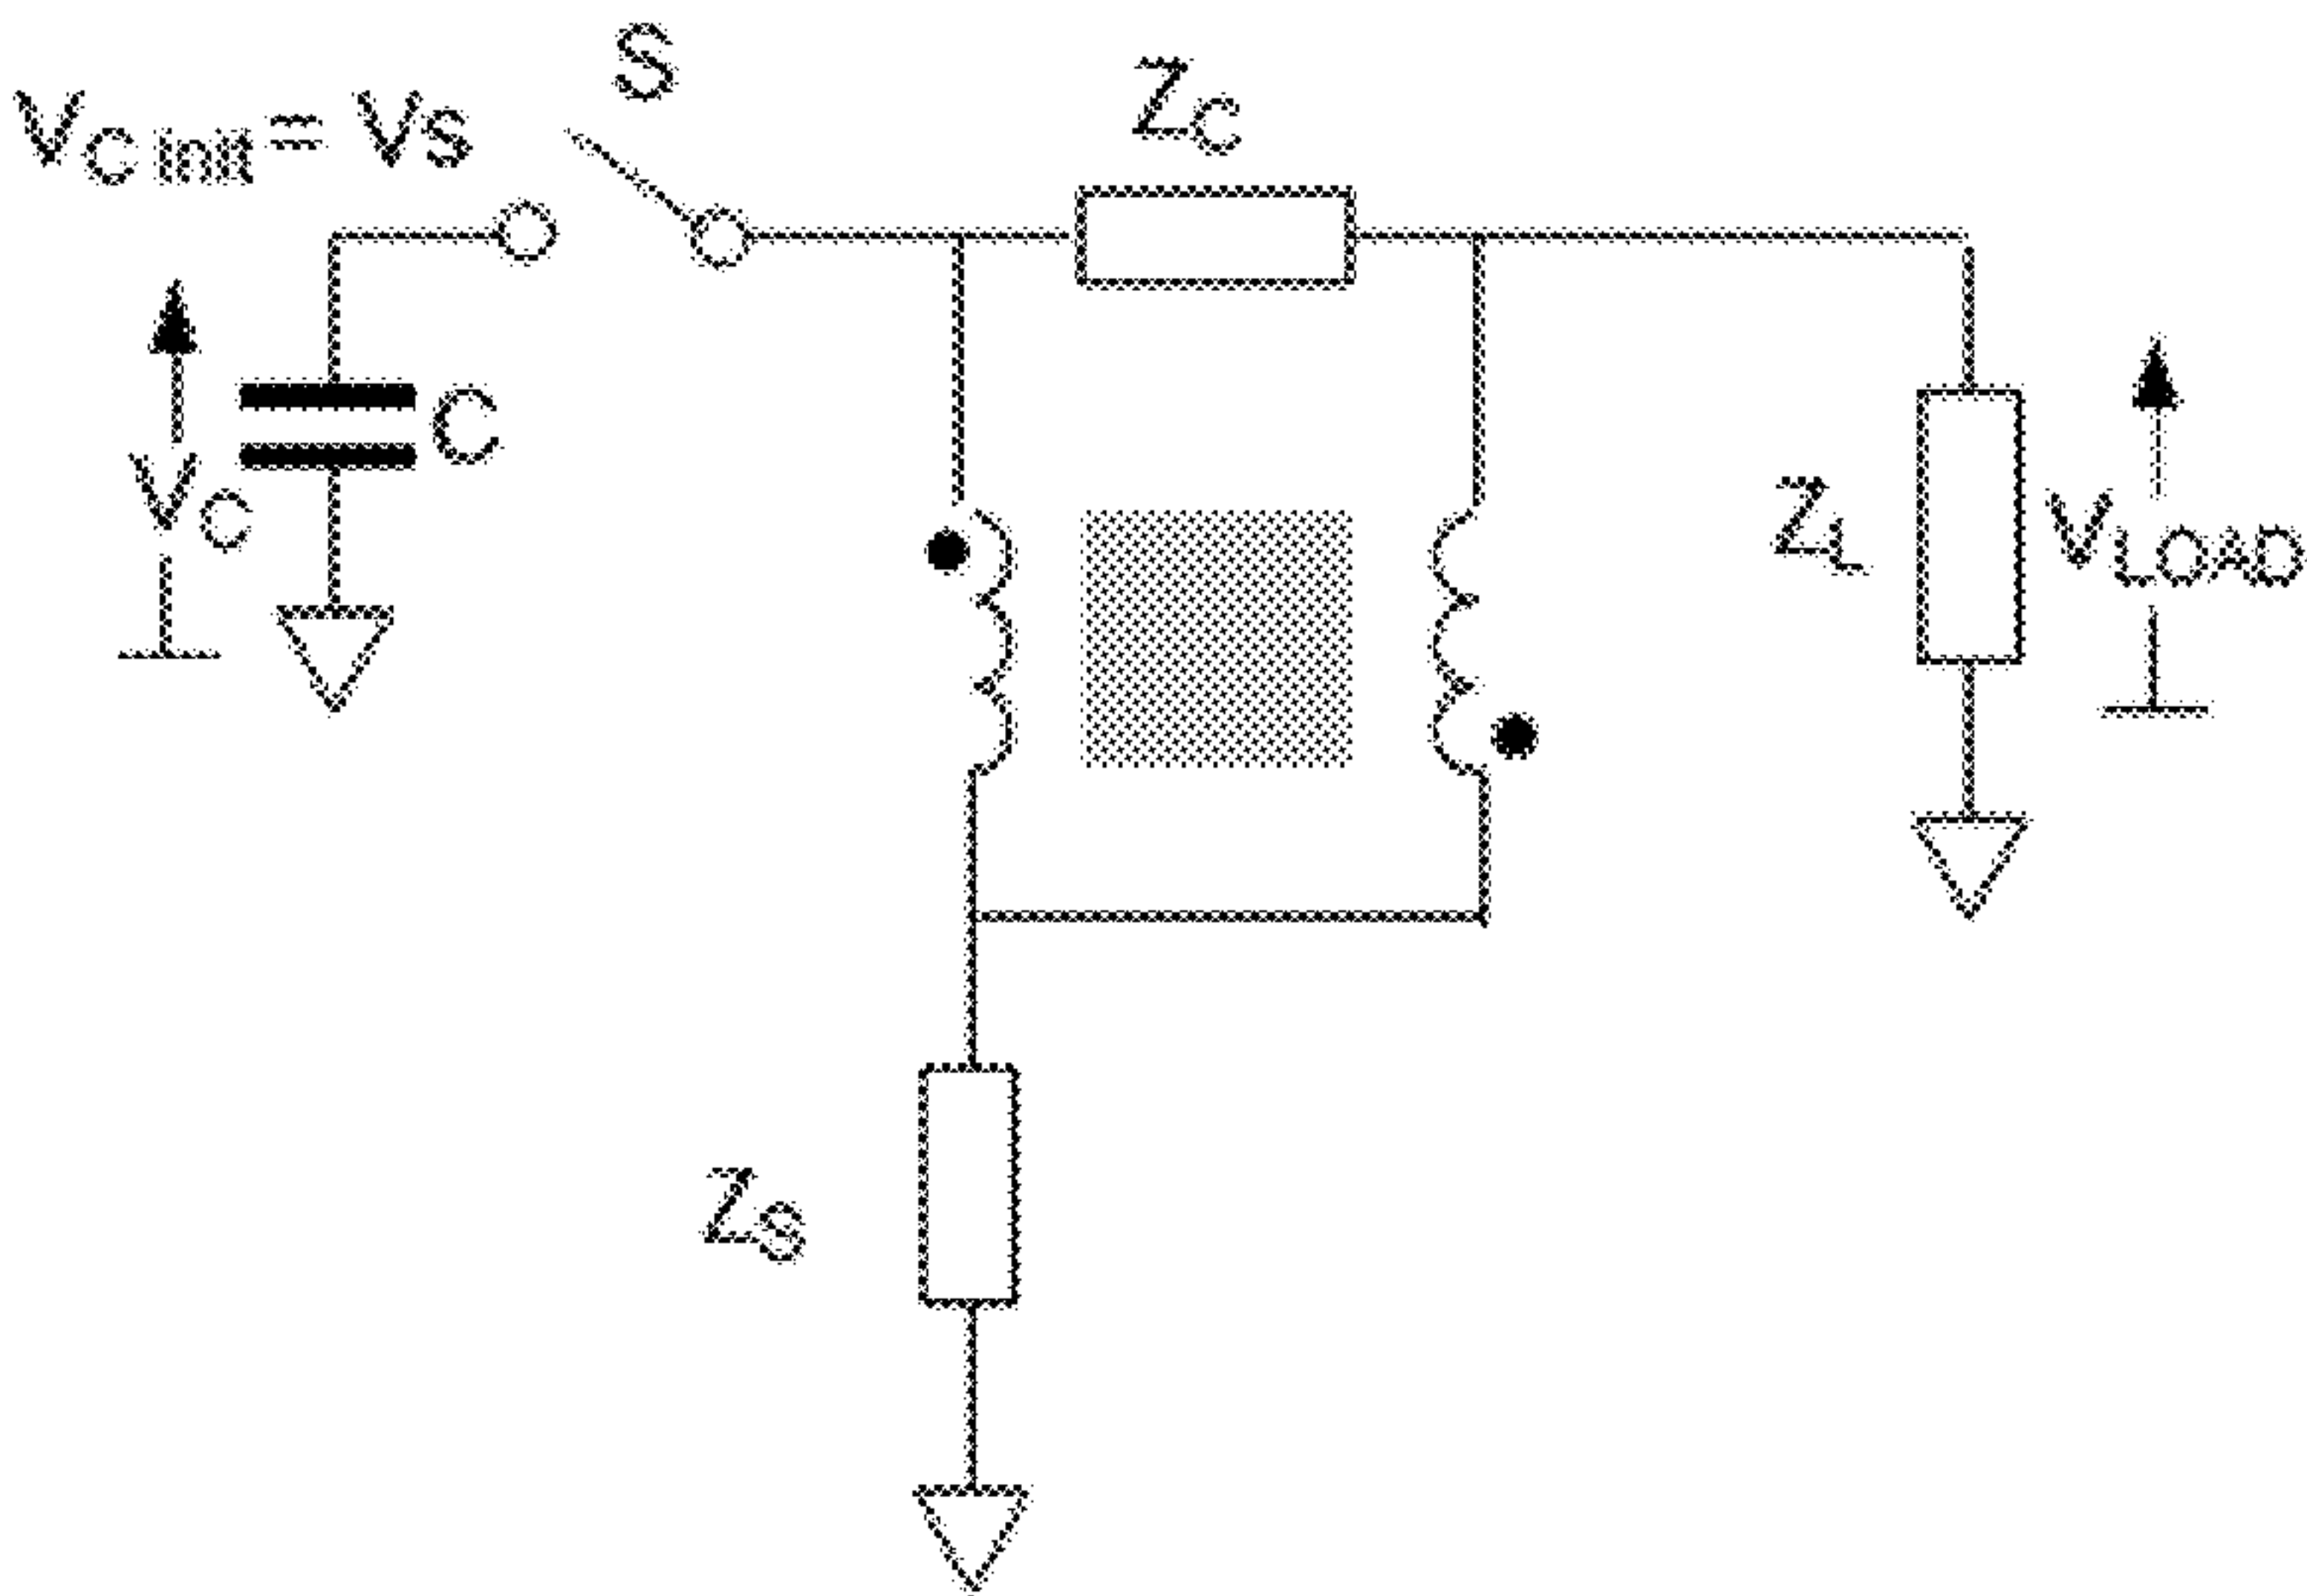 VC init = VS
S
ZC
C
VC
ZL
VLOAD
ZS